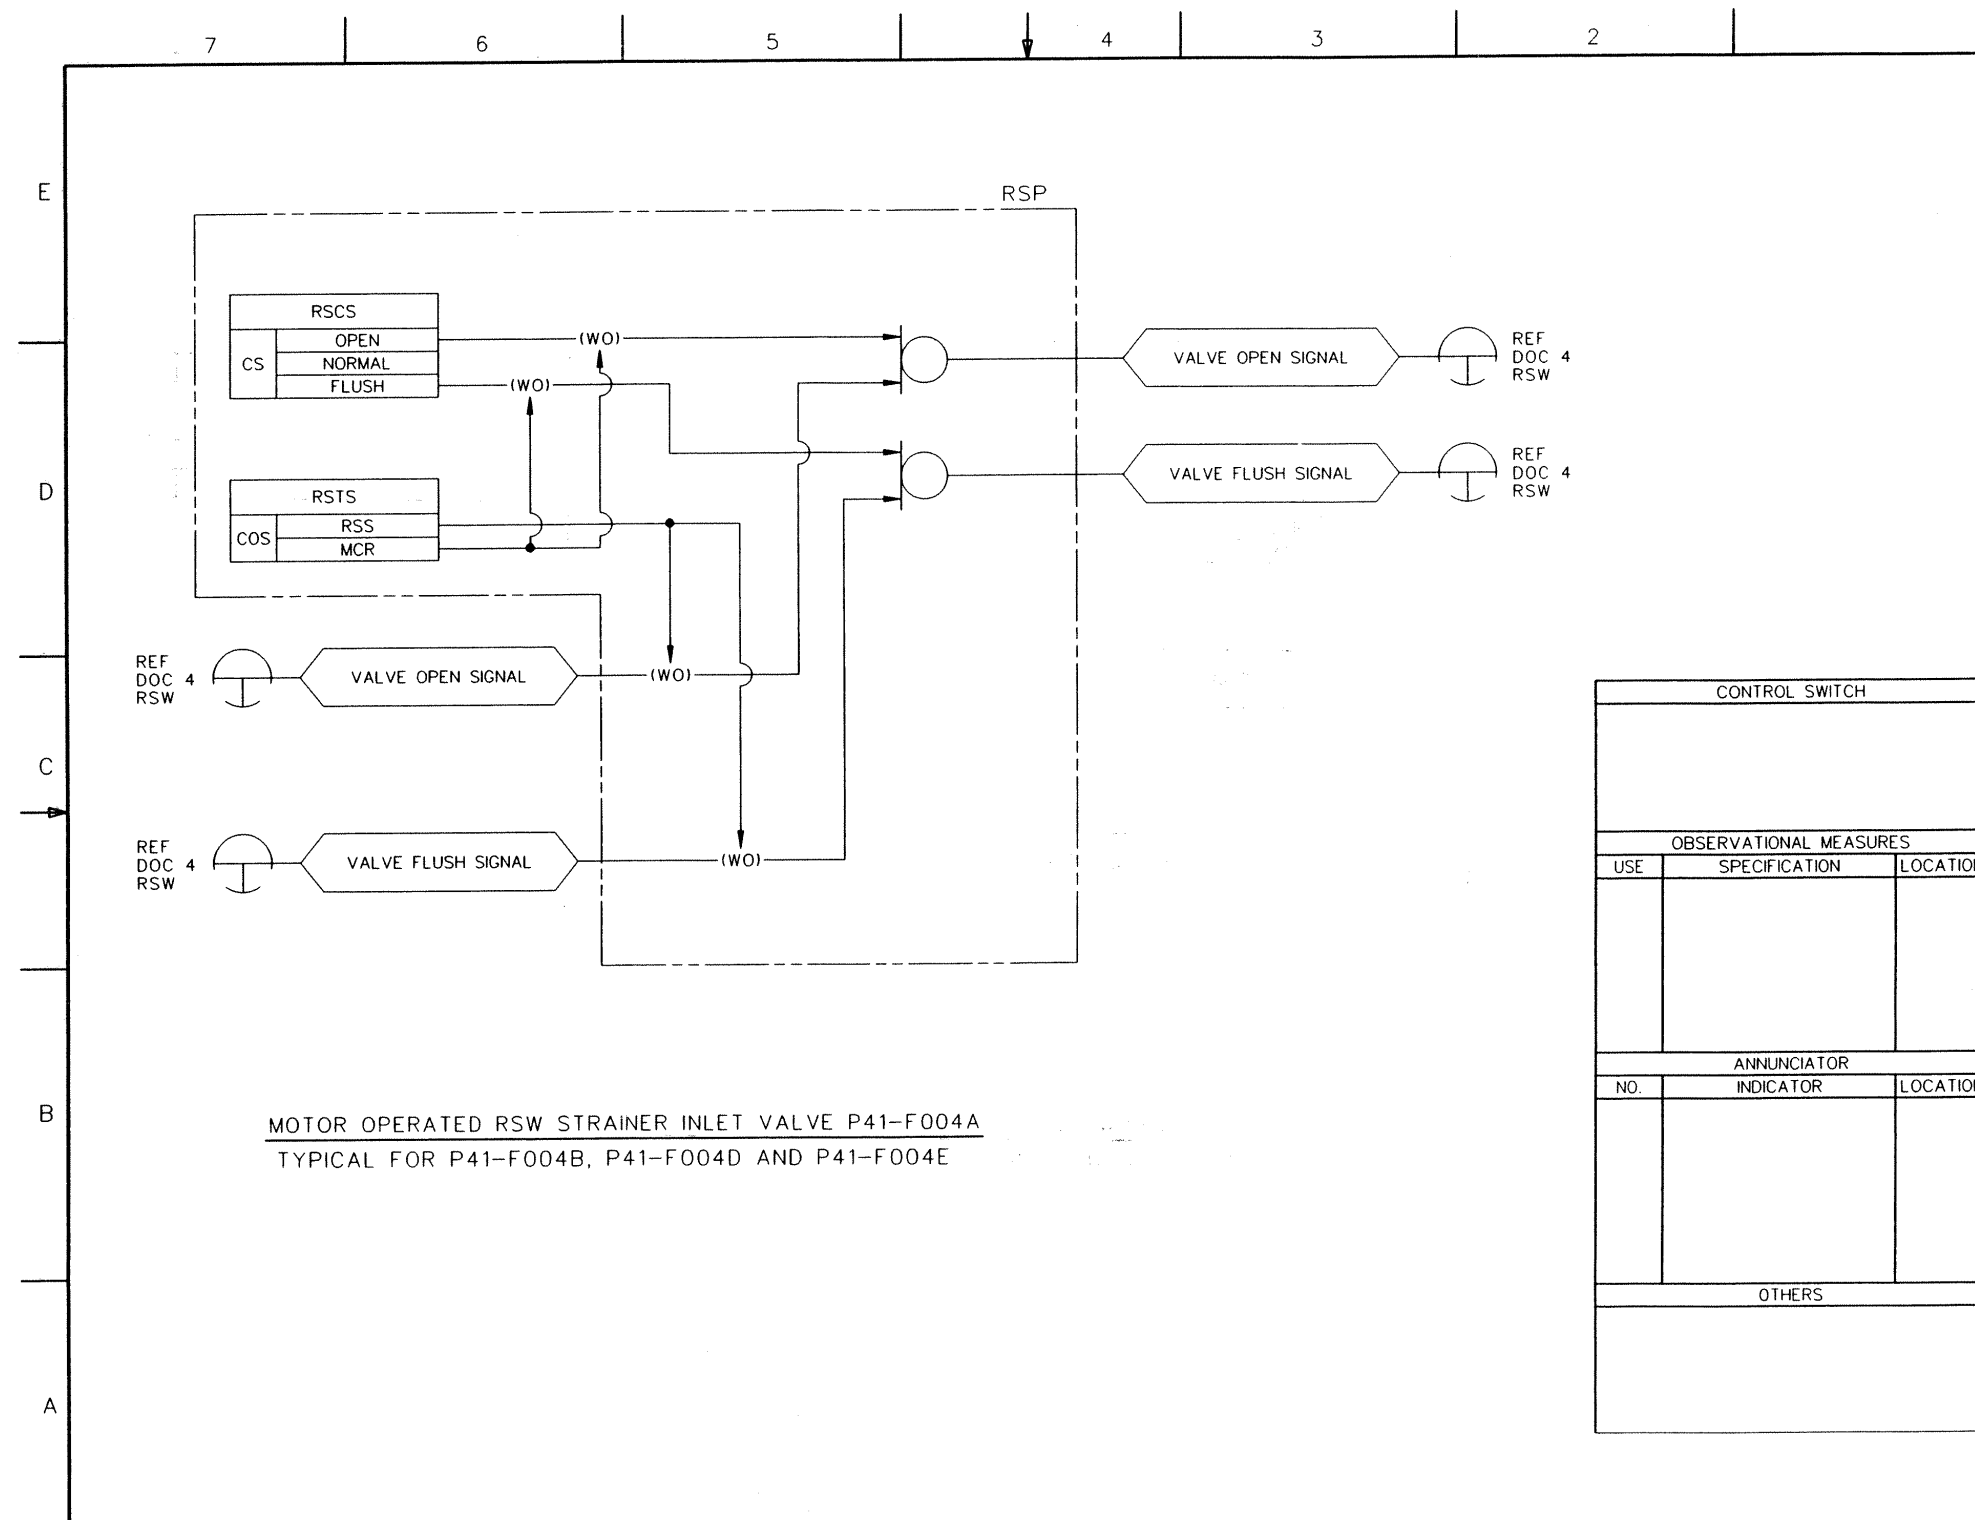 7 6 5 4 3 2
E
D
C
B
A
RSP
RSCS
CS
OPEN
NORMAL
FLUSH
(WO)
(WO)
VALVE OPEN SIGNAL
REF
DOC 4
RSW
VALVE FLUSH SIGNAL
REF
DOC 4
RSW
RSTS
COS
RSS
MCR
REF
DOC 4
RSW
VALVE OPEN SIGNAL
(WO)
REF
DOC 4
RSW
VALVE FLUSH SIGNAL
(WO)
MOTOR OPERATED RSW STRAINER INLET VALVE P41-F004A
TYPICAL FOR P41-F004B, P41-F004D AND P41-F004E
CONTROL SWITCH
OBSERVATIONAL MEASURES
USE SPECIFICATION
ANNUNCIATOR
NO. INDICATOR
OTHERS